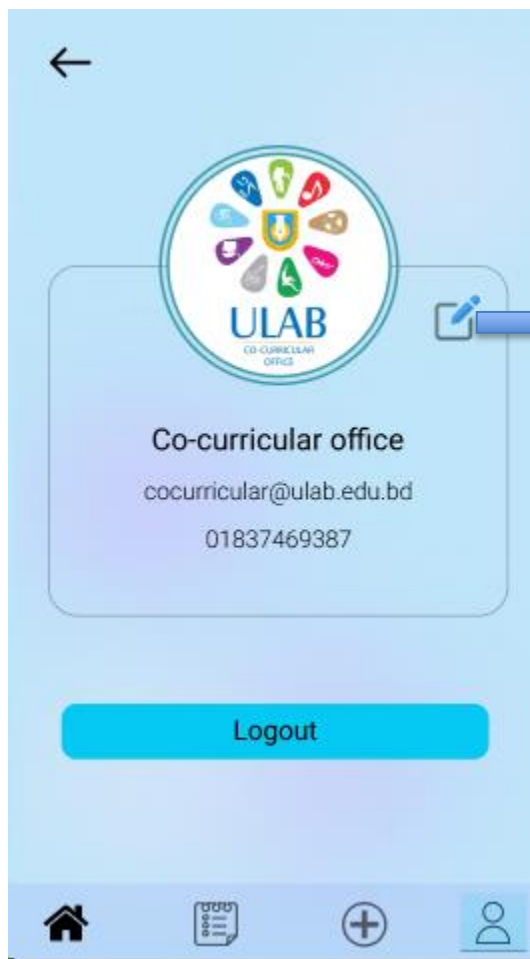 ULAB
CO-CURRICULAR
OFFICE
Co-curricular office
cocurricular@ulab.edu.bd
01837469387
Logout